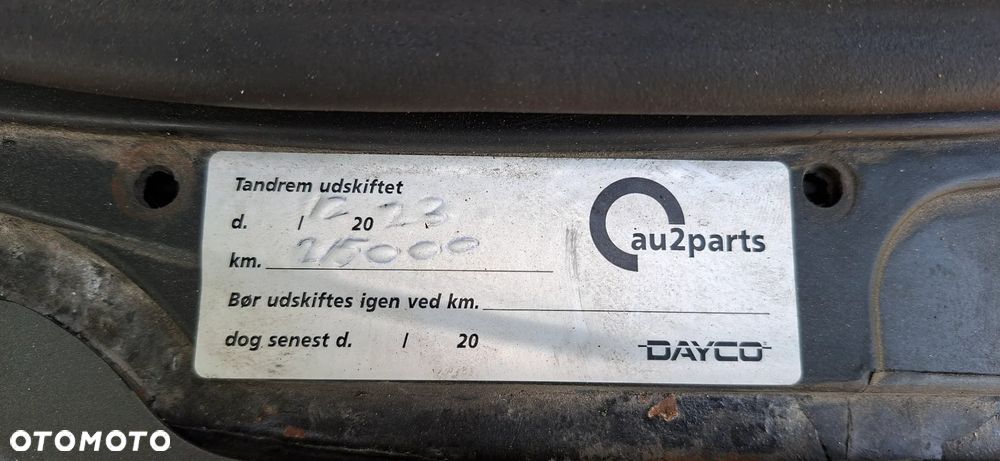 Tandrem udskiftet
d. / 12 20 23
km. 215000
Bør udskiftes igen ved km.
dog senest d. / 20
au2parts
DAYCO
OTOMOTO